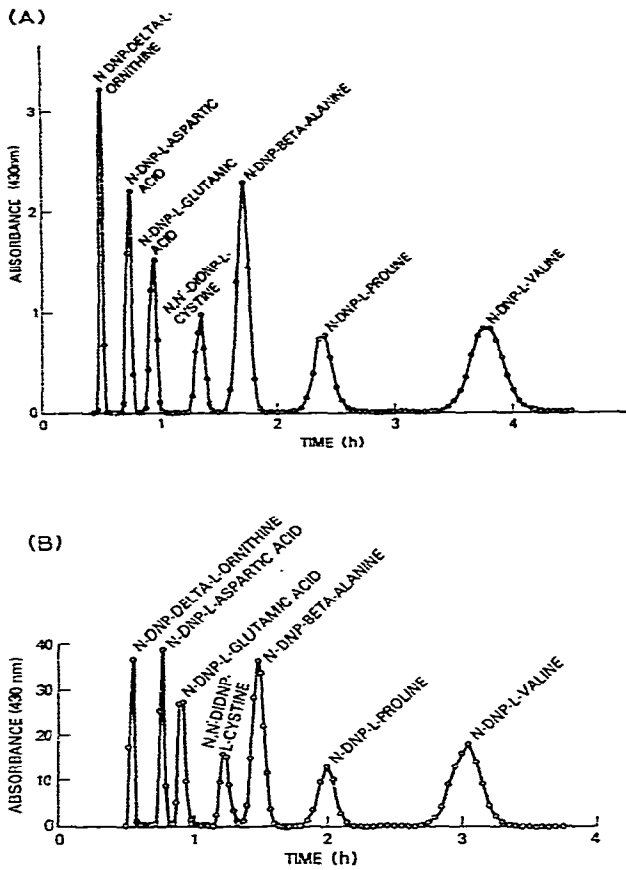 (A)
N DNP-DELTA-L-
ORNITHINE
N-DNP-L-ASPARTIC
ACID
N-DNP-L-GLUTAMIC
ACID
N,N'-DIDNP-L-
CYSTINE
N-DNP-BETA-ALANINE
N-DNP-L-PROLINE
N-DNP-L-VALINE
ABSORBANCE (430nm)
3
2
1
0
0 1 2 3 4
TIME (h)
(B)
N-DNP-DELTA-L-ORNITHINE
N-DNP-L-ASPARTIC ACID
N-DNP-L-GLUTAMIC ACID
N,N'-DIDNP-
L-CYSTINE
N-DNP-BETA-ALANINE
N-DNP-L-PROLINE
N-DNP-L-VALINE
ABSORBANCE (430 nm)
40
30
20
10
0
0 1 2 3 4
TIME (h)